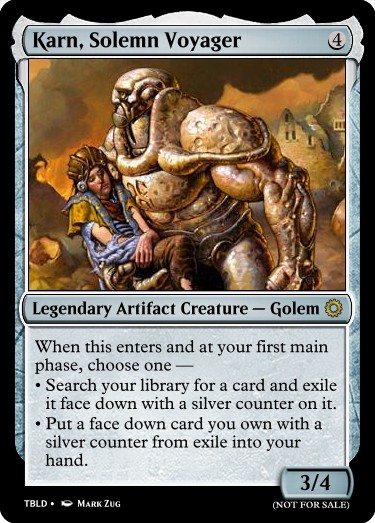 Karn, Solemn Voyager 4
Legendary Artifact Creature — Golem
When this enters and at your first main
phase, choose one —
• Search your library for a card and exile
it face down with a silver counter on it.
• Put a face down card you own with a
silver counter from exile into your
hand.
3/4
TBLD • Mark Zug
(NOT FOR SALE)